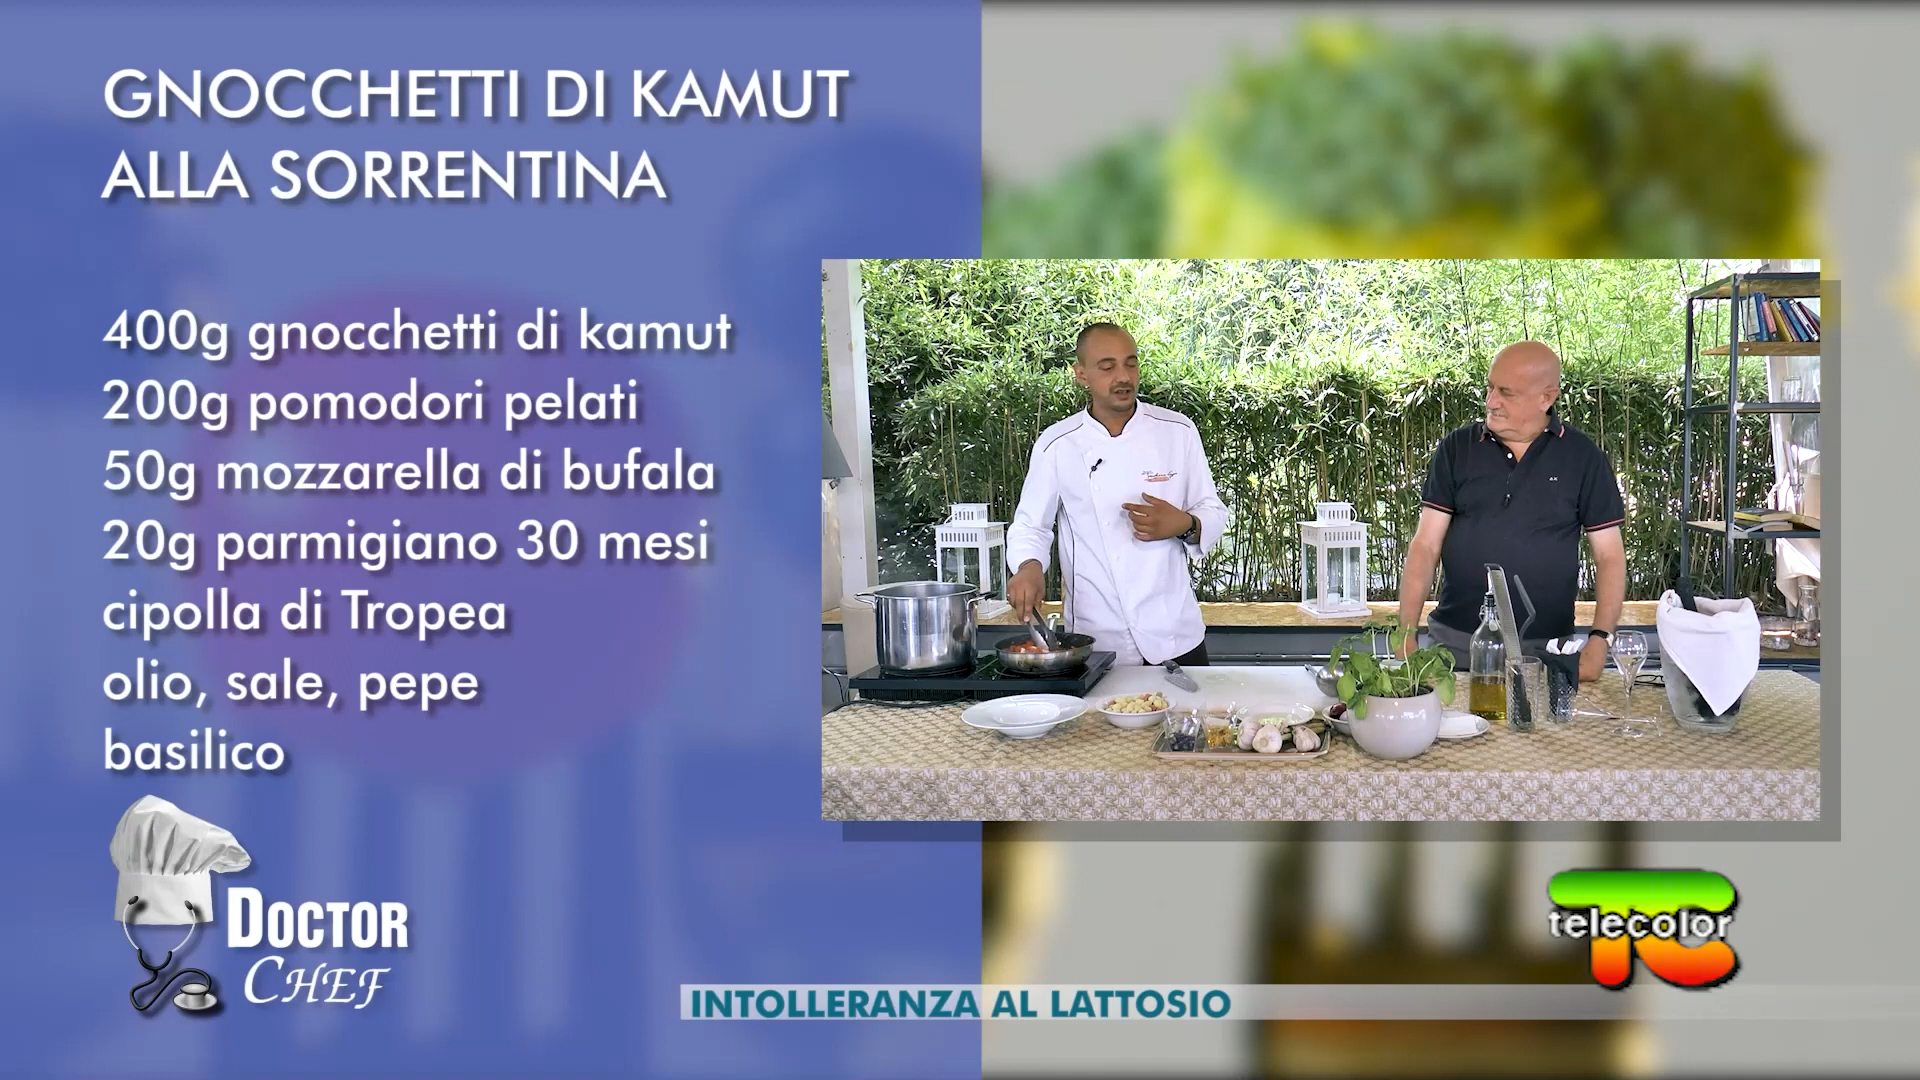 GNOCCHETTI DI KAMUT
ALLA SORRENTINA
400g gnocchetti di kamut
200g pomodori pelati
50g mozzarella di bufala
20g parmigiano 30 mesi
cipolla di Tropea
olio, sale, pepe
basilico
DOCTOR
CHEF
telecolor
INTOLLERANZA AL LATTOSIO